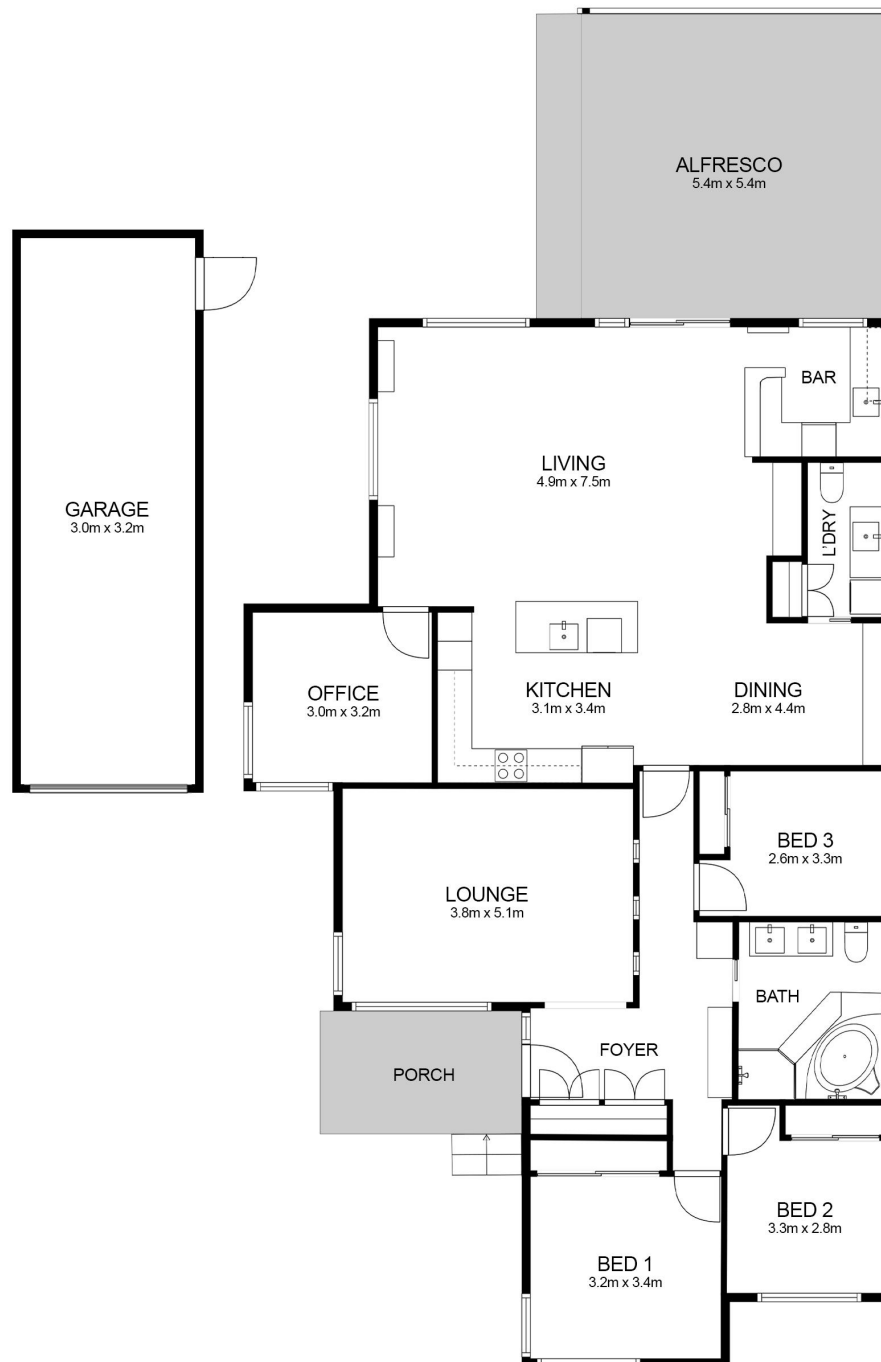 ALFRESCO
5.4m x 5.4m
BAR
LIVING
4.9m x 7.5m
GARAGE
3.0m x 3.2m
L'DRY
OFFICE
3.0m x 3.2m
KITCHEN
3.1m x 3.4m
DINING
2.8m x 4.4m
BED 3
2.6m x 3.3m
LOUNGE
3.8m x 5.1m
BATH
FOYER
PORCH
BED 2
3.3m x 2.8m
BED 1
3.2m x 3.4m